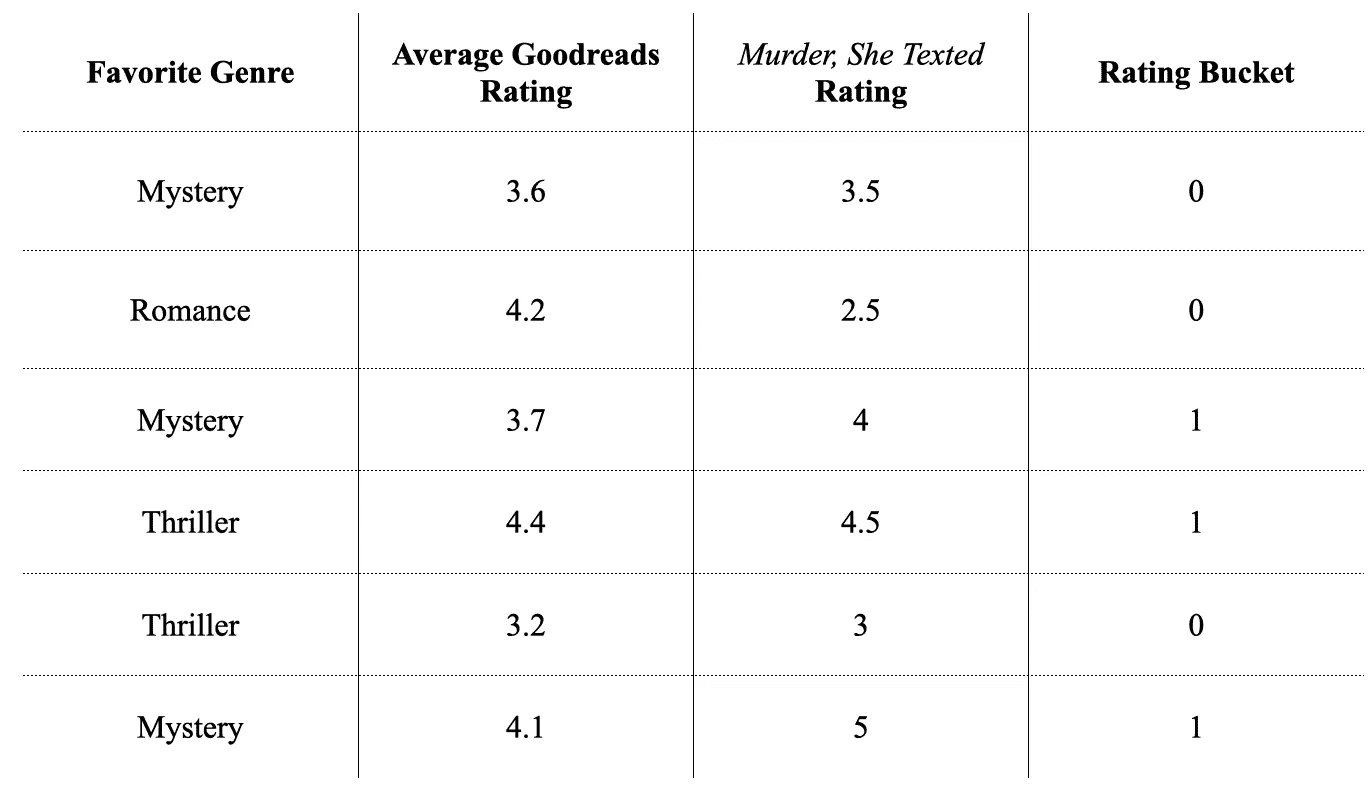 Favorite Genre
Average Goodreads
Rating
Murder, She Texted
Rating
Rating Bucket
Mystery 3.6 3.5 0
Romance 4.2 2.5 0
Mystery 3.7 4 1
Thriller 4.4 4.5 1
Thriller 3.2 3 0
Mystery 4.1 5 1